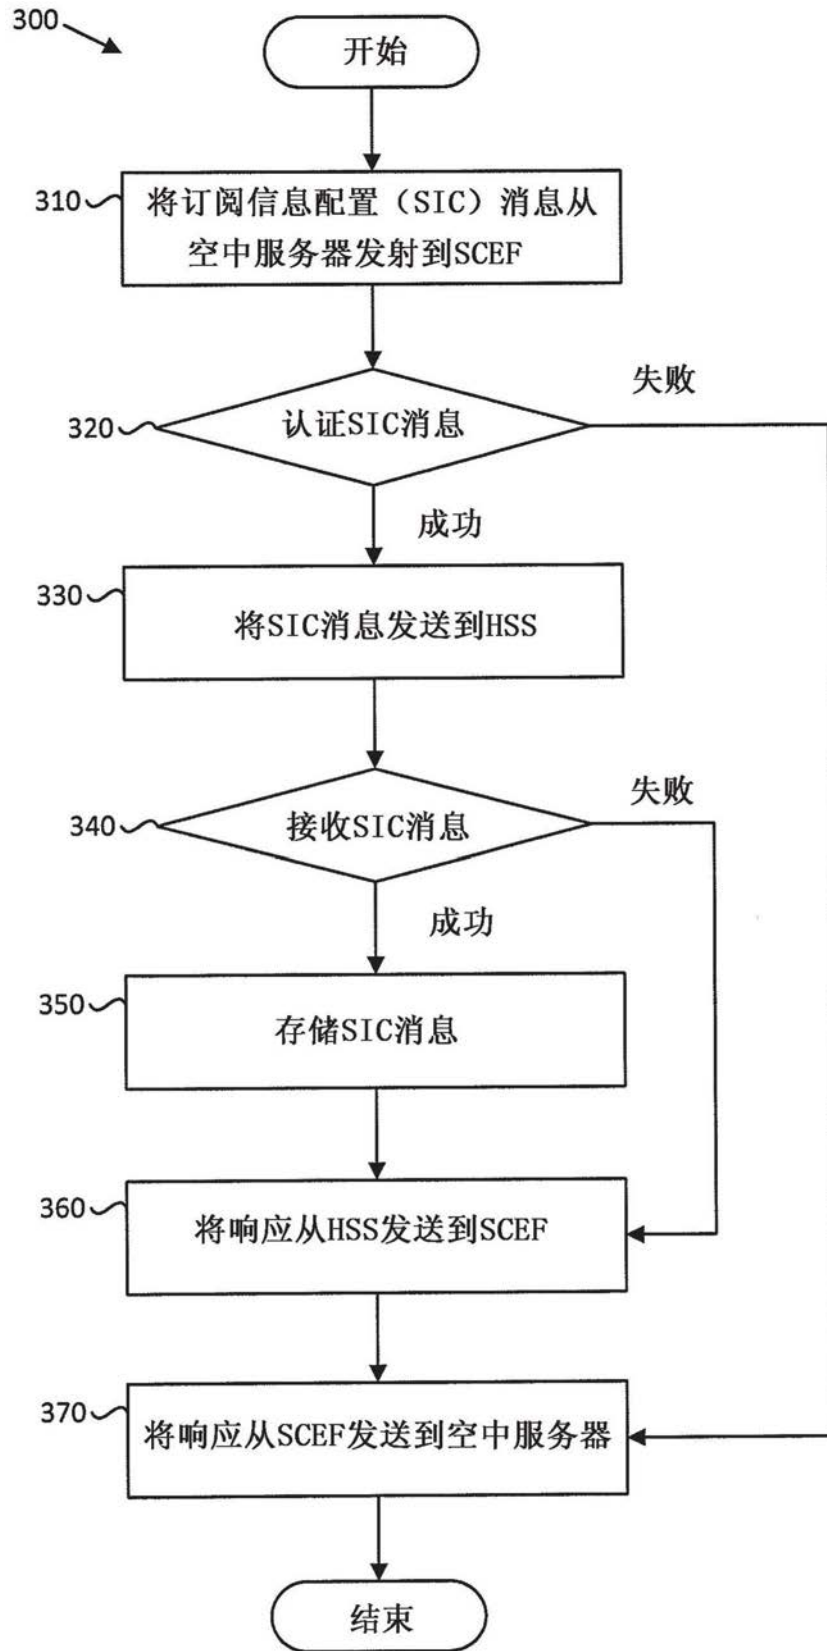 300
开始
310
将订阅信息配置（SIC）消息从
空中服务器发射到SCEF
失败
320
认证SIC消息
成功
330
将SIC消息发送到HSS
失败
340
接收SIC消息
成功
350
存储SIC消息
360
将响应从HSS发送到SCEF
370
将响应从SCEF发送到空中服务器
结束